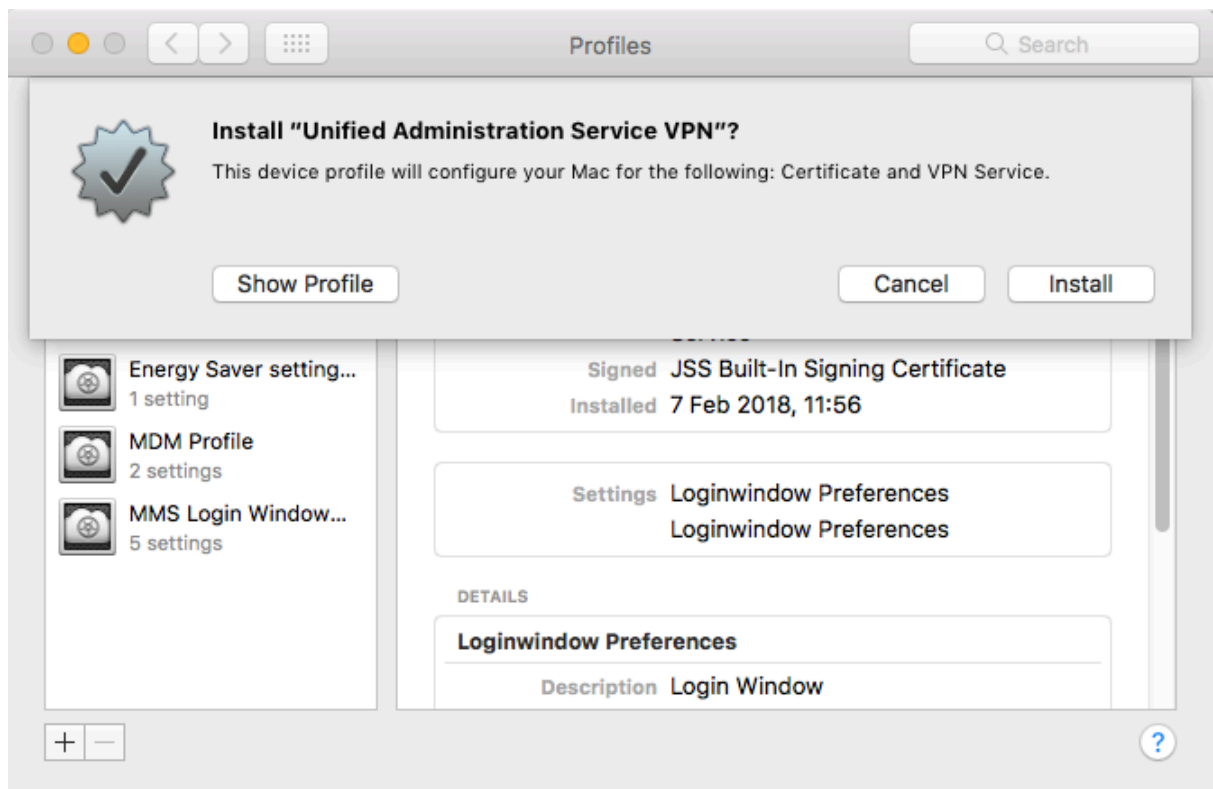 Profiles
Search
Install “Unified Administration Service VPN”?
This device profile will configure your Mac for the following: Certificate and VPN Service.
Show Profile
Cancel
Install
Energy Saver setting...
1 setting
MDM Profile
2 settings
MMS Login Window...
5 settings
Signed JSS Built-In Signing Certificate
Installed 7 Feb 2018, 11:56
Settings Loginwindow Preferences
Loginwindow Preferences
DETAILS
Loginwindow Preferences
Description Login Window
?